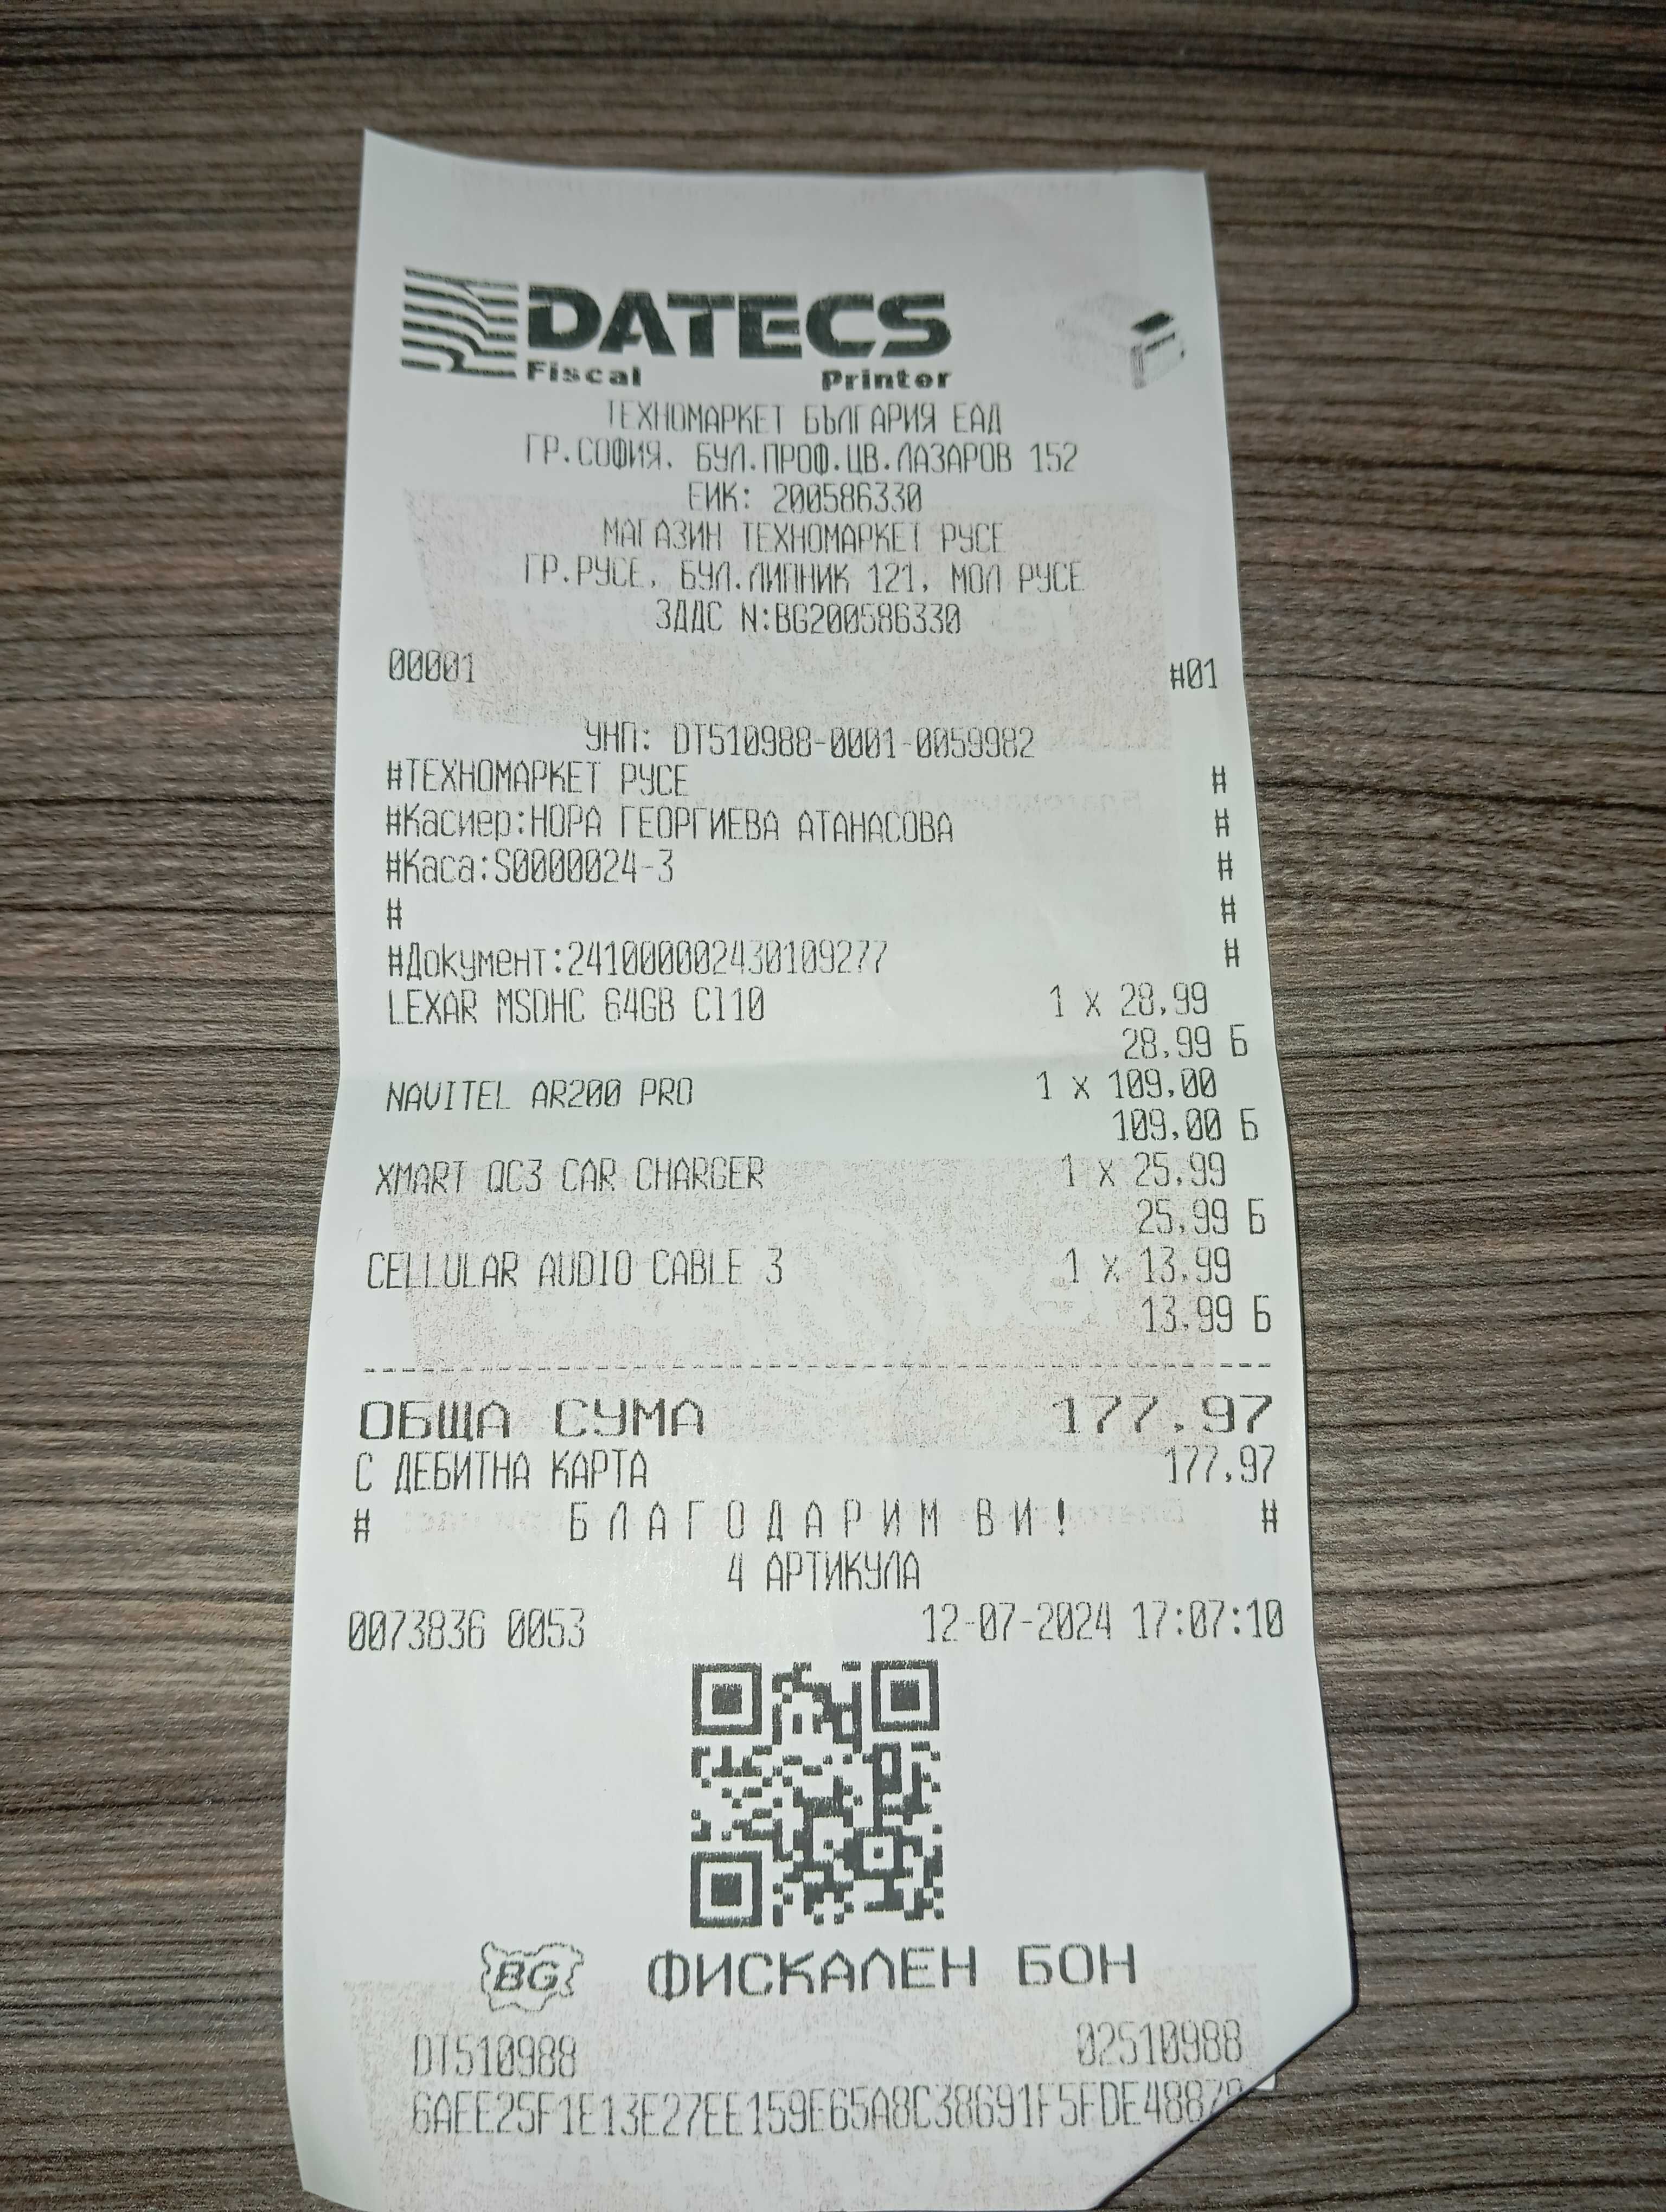 DATECS
Fiscal Printer
ТЕХНОМАРКЕТ БЪЛГАРИЯ ЕАД
ГР.СОФИЯ, БУЛ.ПРОФ.ЦВ.ЛАЗАРОВ 152
ЕИК: 200586330
МАГАЗИН ТЕХНОМАРКЕТ РУСЕ
ГР.РУСЕ, БУЛ.ЛИПНИК 121, МОЛ РУСЕ
ЗДДС N:BG200586330
00001 #01
УНП: DT510988-0001-0059982
#ТЕХНОМАРКЕТ РУСЕ #
#Касиер:НОРА ГЕОРГИЕВА АТАНАСОВА #
#Каса:S0000024-3 #
# #
#Документ:241000002430109277 #
LEXAR MSDHC 64GB Cl10 1 x 28,99
28,99 Б
NAVITEL AR200 PRO 1 x 109,00
109,00 Б
XMART QC3 CAR CHARGER 1 x 25,99
25,99 Б
CELLULAR AUDIO CABLE 3 1 x 13,99
13,99 Б
ОБЩА СУМА 177.97
С ДЕБИТНА КАРТА 177,97
# Б Л А Г О Д А Р И М В И ! #
4 АРТИКУЛА
0073836 0053 12-07-2024 17:07:10
BG ФИСКАЛЕН БОН
DT510988 02510988